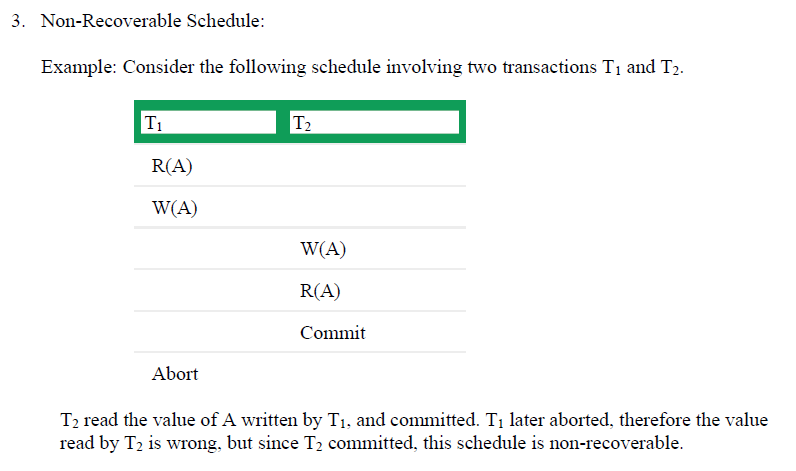 3. Non-Recoverable Schedule:
Example: Consider the following schedule involving two transactions T₁ and T₂.
T₁ T₂
R(A)
W(A)
W(A)
R(A)
Commit
Abort
T₂ read the value of A written by T₁, and committed. T₁ later aborted, therefore the value
read by T₂ is wrong, but since T₂ committed, this schedule is non-recoverable.